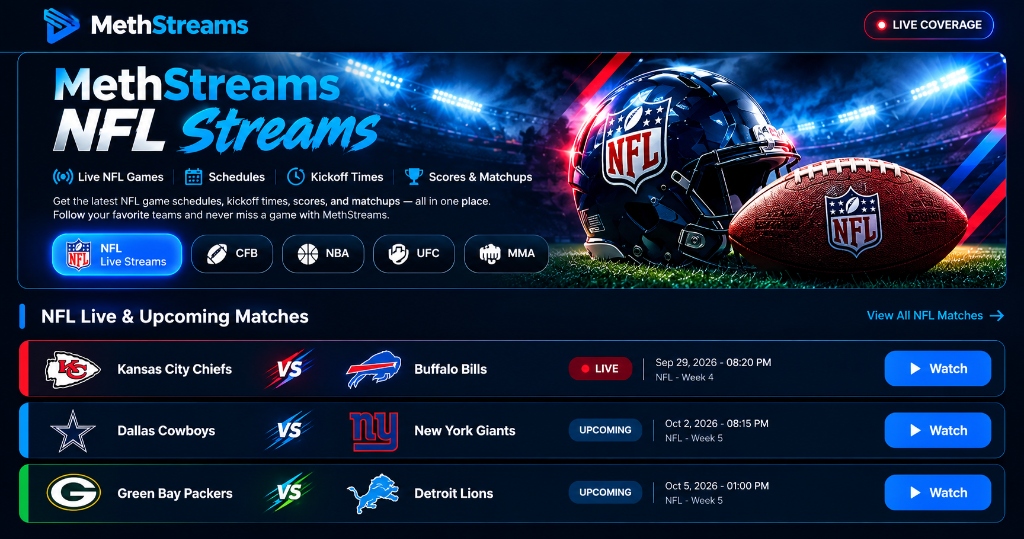 MethStreams
LIVE COVERAGE
MethStreams
NFL Streams
Live NFL Games
Schedules
Kickoff Times
Scores & Matchups
Get the latest NFL game schedules, kickoff times, scores, and matchups — all in one place.
Follow your favorite teams and never miss a game with MethStreams.
NFL
NFL
Live Streams
CFB
NBA
UFC
MMA
NFL
NFL
NFL Live & Upcoming Matches
View All NFL Matches
KC
Kansas City Chiefs
VS
Buffalo Bills
LIVE
Sep 29, 2026 - 08:20 PM
NFL - Week 4
Watch
Dallas Cowboys
VS
ny
New York Giants
UPCOMING
Oct 2, 2026 - 08:15 PM
NFL - Week 5
Watch
G
Green Bay Packers
VS
Detroit Lions
UPCOMING
Oct 5, 2026 - 01:00 PM
NFL - Week 5
Watch